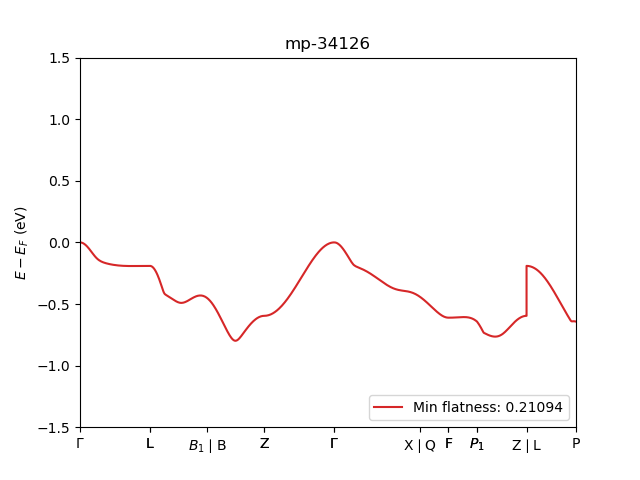 mp-34126
E − E_F (eV)
1.5
1.0
0.5
0.0
−0.5
−1.0
−1.5
Min flatness: 0.21094
Γ L B₁ | B Z Γ X | Q F P₁ Z | L P